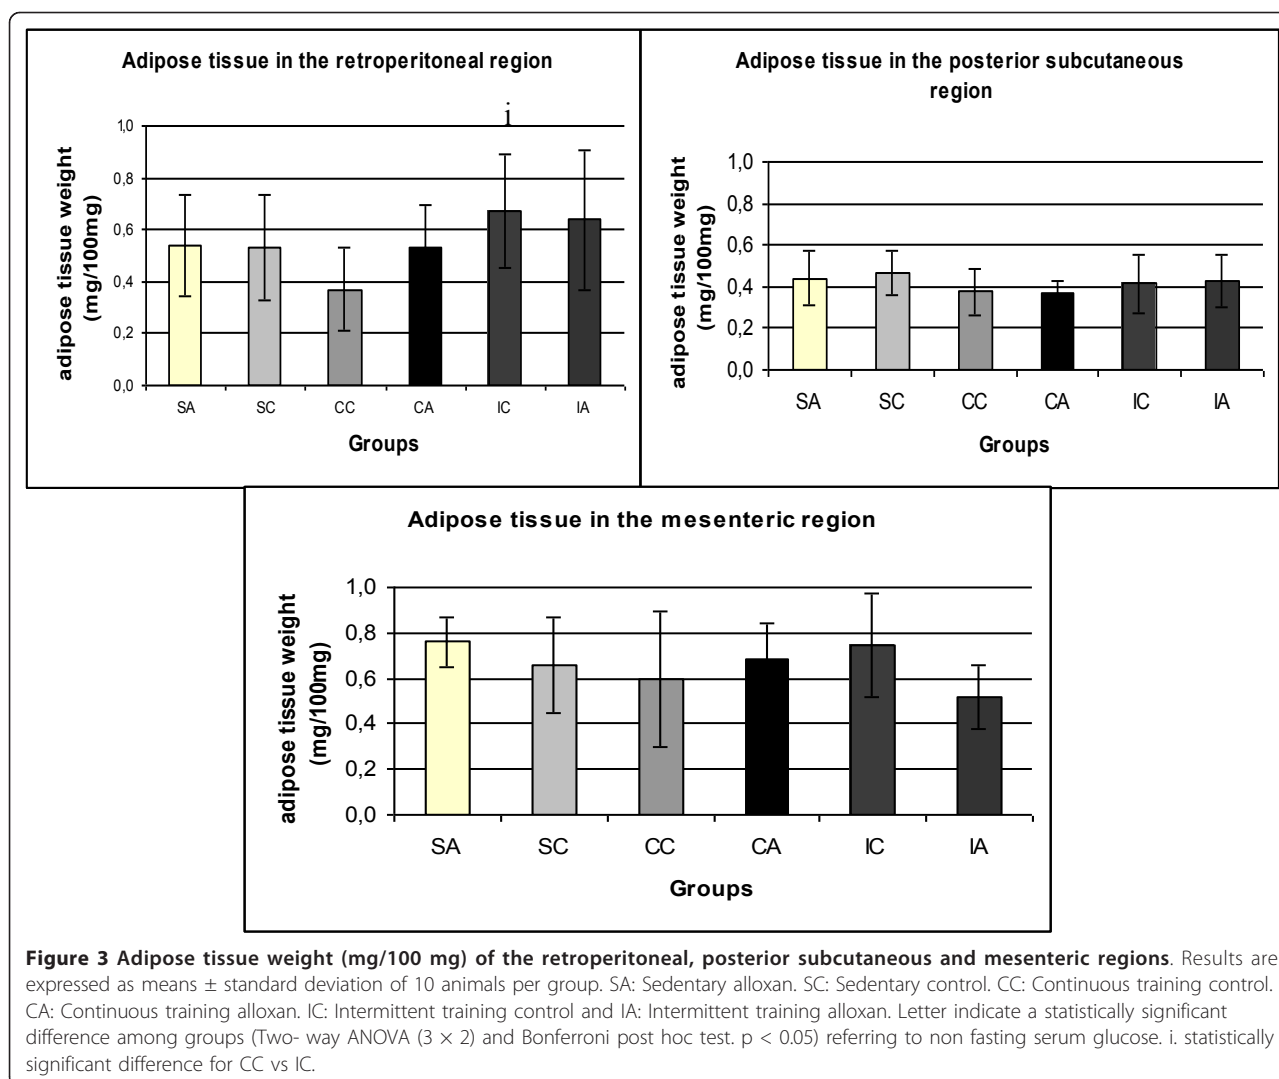 Adipose tissue in the retroperitoneal region
i
adipose tissue weight
(mg/100mg)
1,0
0,8
0,6
0,4
0,2
0,0
SA SC CC CA IC IA
Groups
Adipose tissue in the posterior subcutaneous
region
adipose tissue weight
(mg/100mg)
1,0
0,8
0,6
0,4
0,2
0,0
SA SC CC CA IC IA
Groups
Adipose tissue in the mesenteric region
adipose tissue weight
(mg/100mg)
1,0
0,8
0,6
0,4
0,2
0,0
SA SC CC CA IC IA
Groups
Figure 3 Adipose tissue weight (mg/100 mg) of the retroperitoneal, posterior subcutaneous and mesenteric regions. Results are
expressed as means ± standard deviation of 10 animals per group. SA: Sedentary alloxan. SC: Sedentary control. CC: Continuous training control.
CA: Continuous training alloxan. IC: Intermittent training control and IA: Intermittent training alloxan. Letter indicate a statistically significant
difference among groups (Two- way ANOVA (3 × 2) and Bonferroni post hoc test. p < 0.05) referring to non fasting serum glucose. i. statistically
significant difference for CC vs IC.